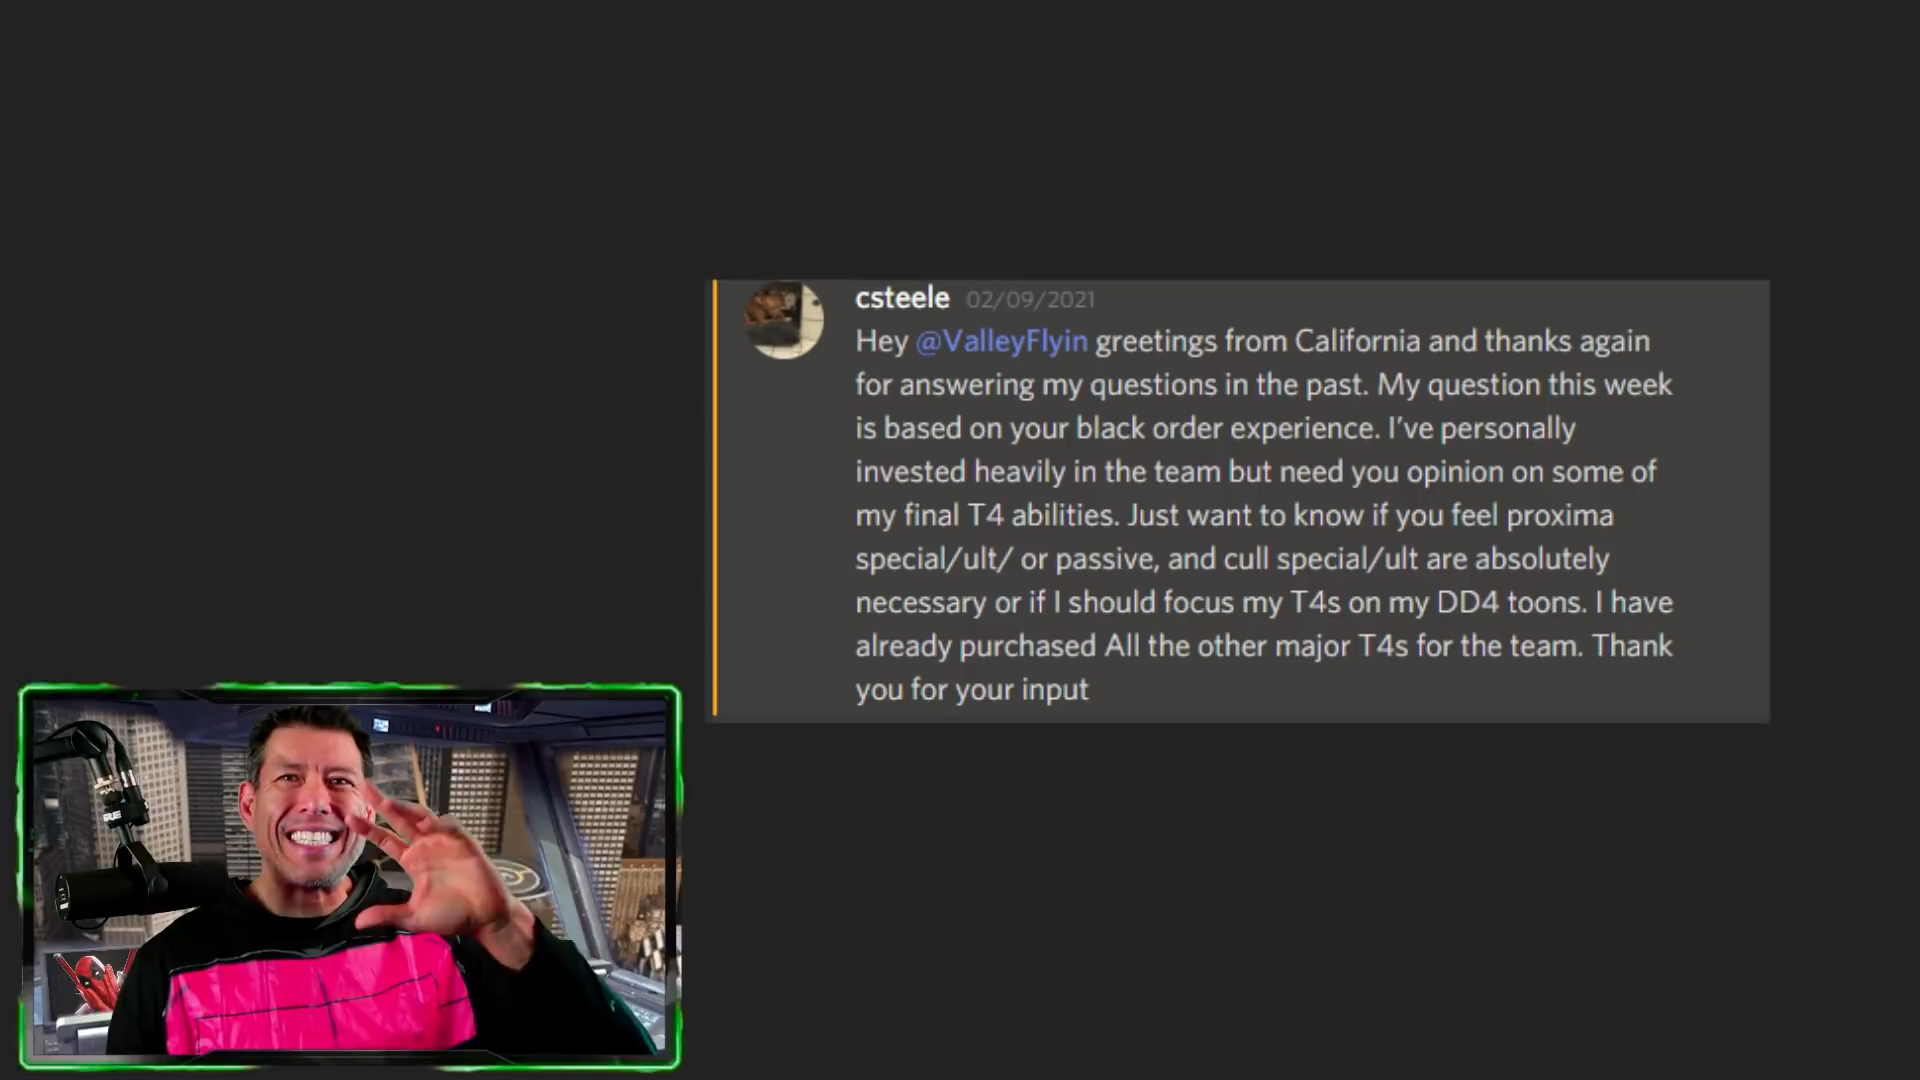 csteele 02/09/2021
Hey @ValleyFlyin greetings from California and thanks again
for answering my questions in the past. My question this week
is based on your black order experience. I've personally
invested heavily in the team but need you opinion on some of
my final T4 abilities. Just want to know if you feel proxima
special/ult/ or passive, and cull special/ult are absolutely
necessary or if I should focus my T4s on my DD4 toons. I have
already purchased All the other major T4s for the team. Thank
you for your input